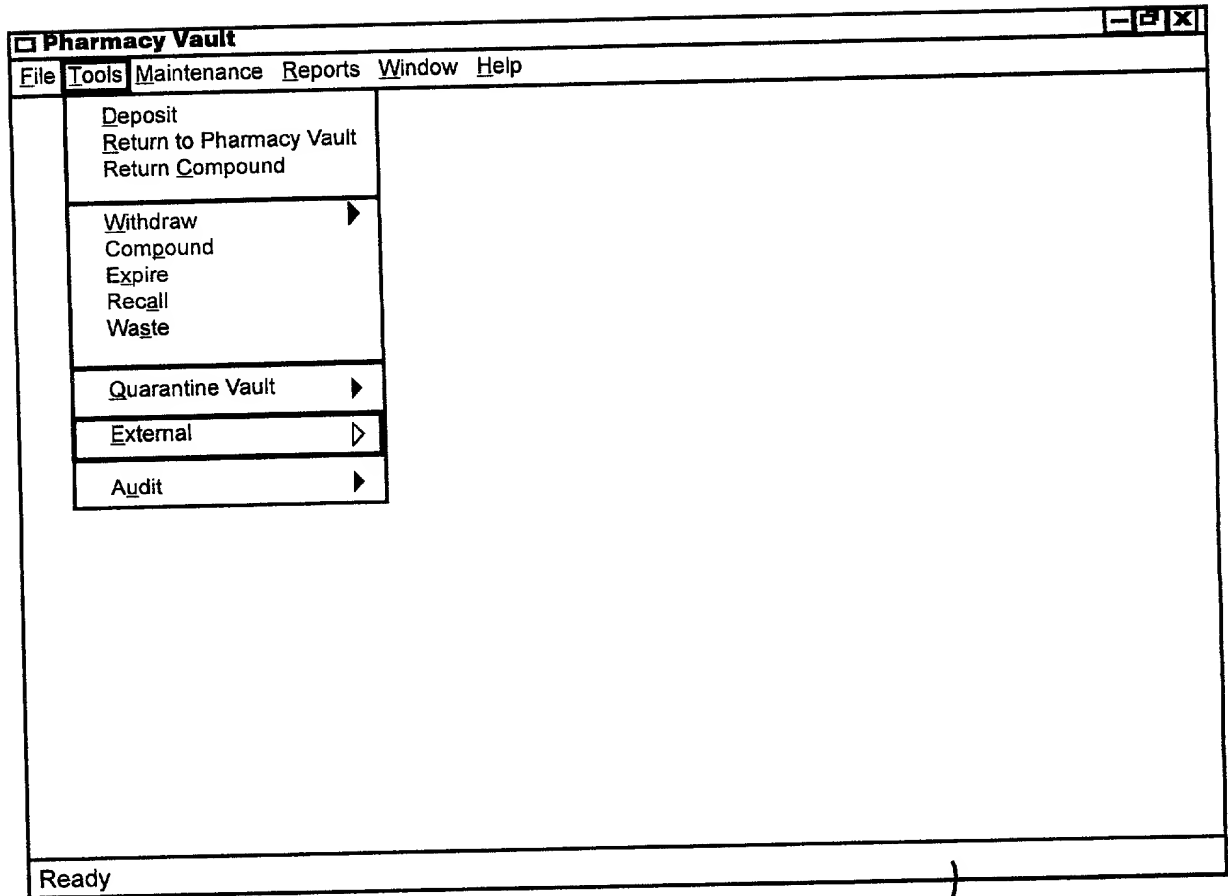 Pharmacy Vault
File Tools Maintenance Reports Window Help
Deposit
Return to Pharmacy Vault
Return Compound
Withdraw
Compound
Expire
Recall
Waste
Quarantine Vault
External
Audit
Ready